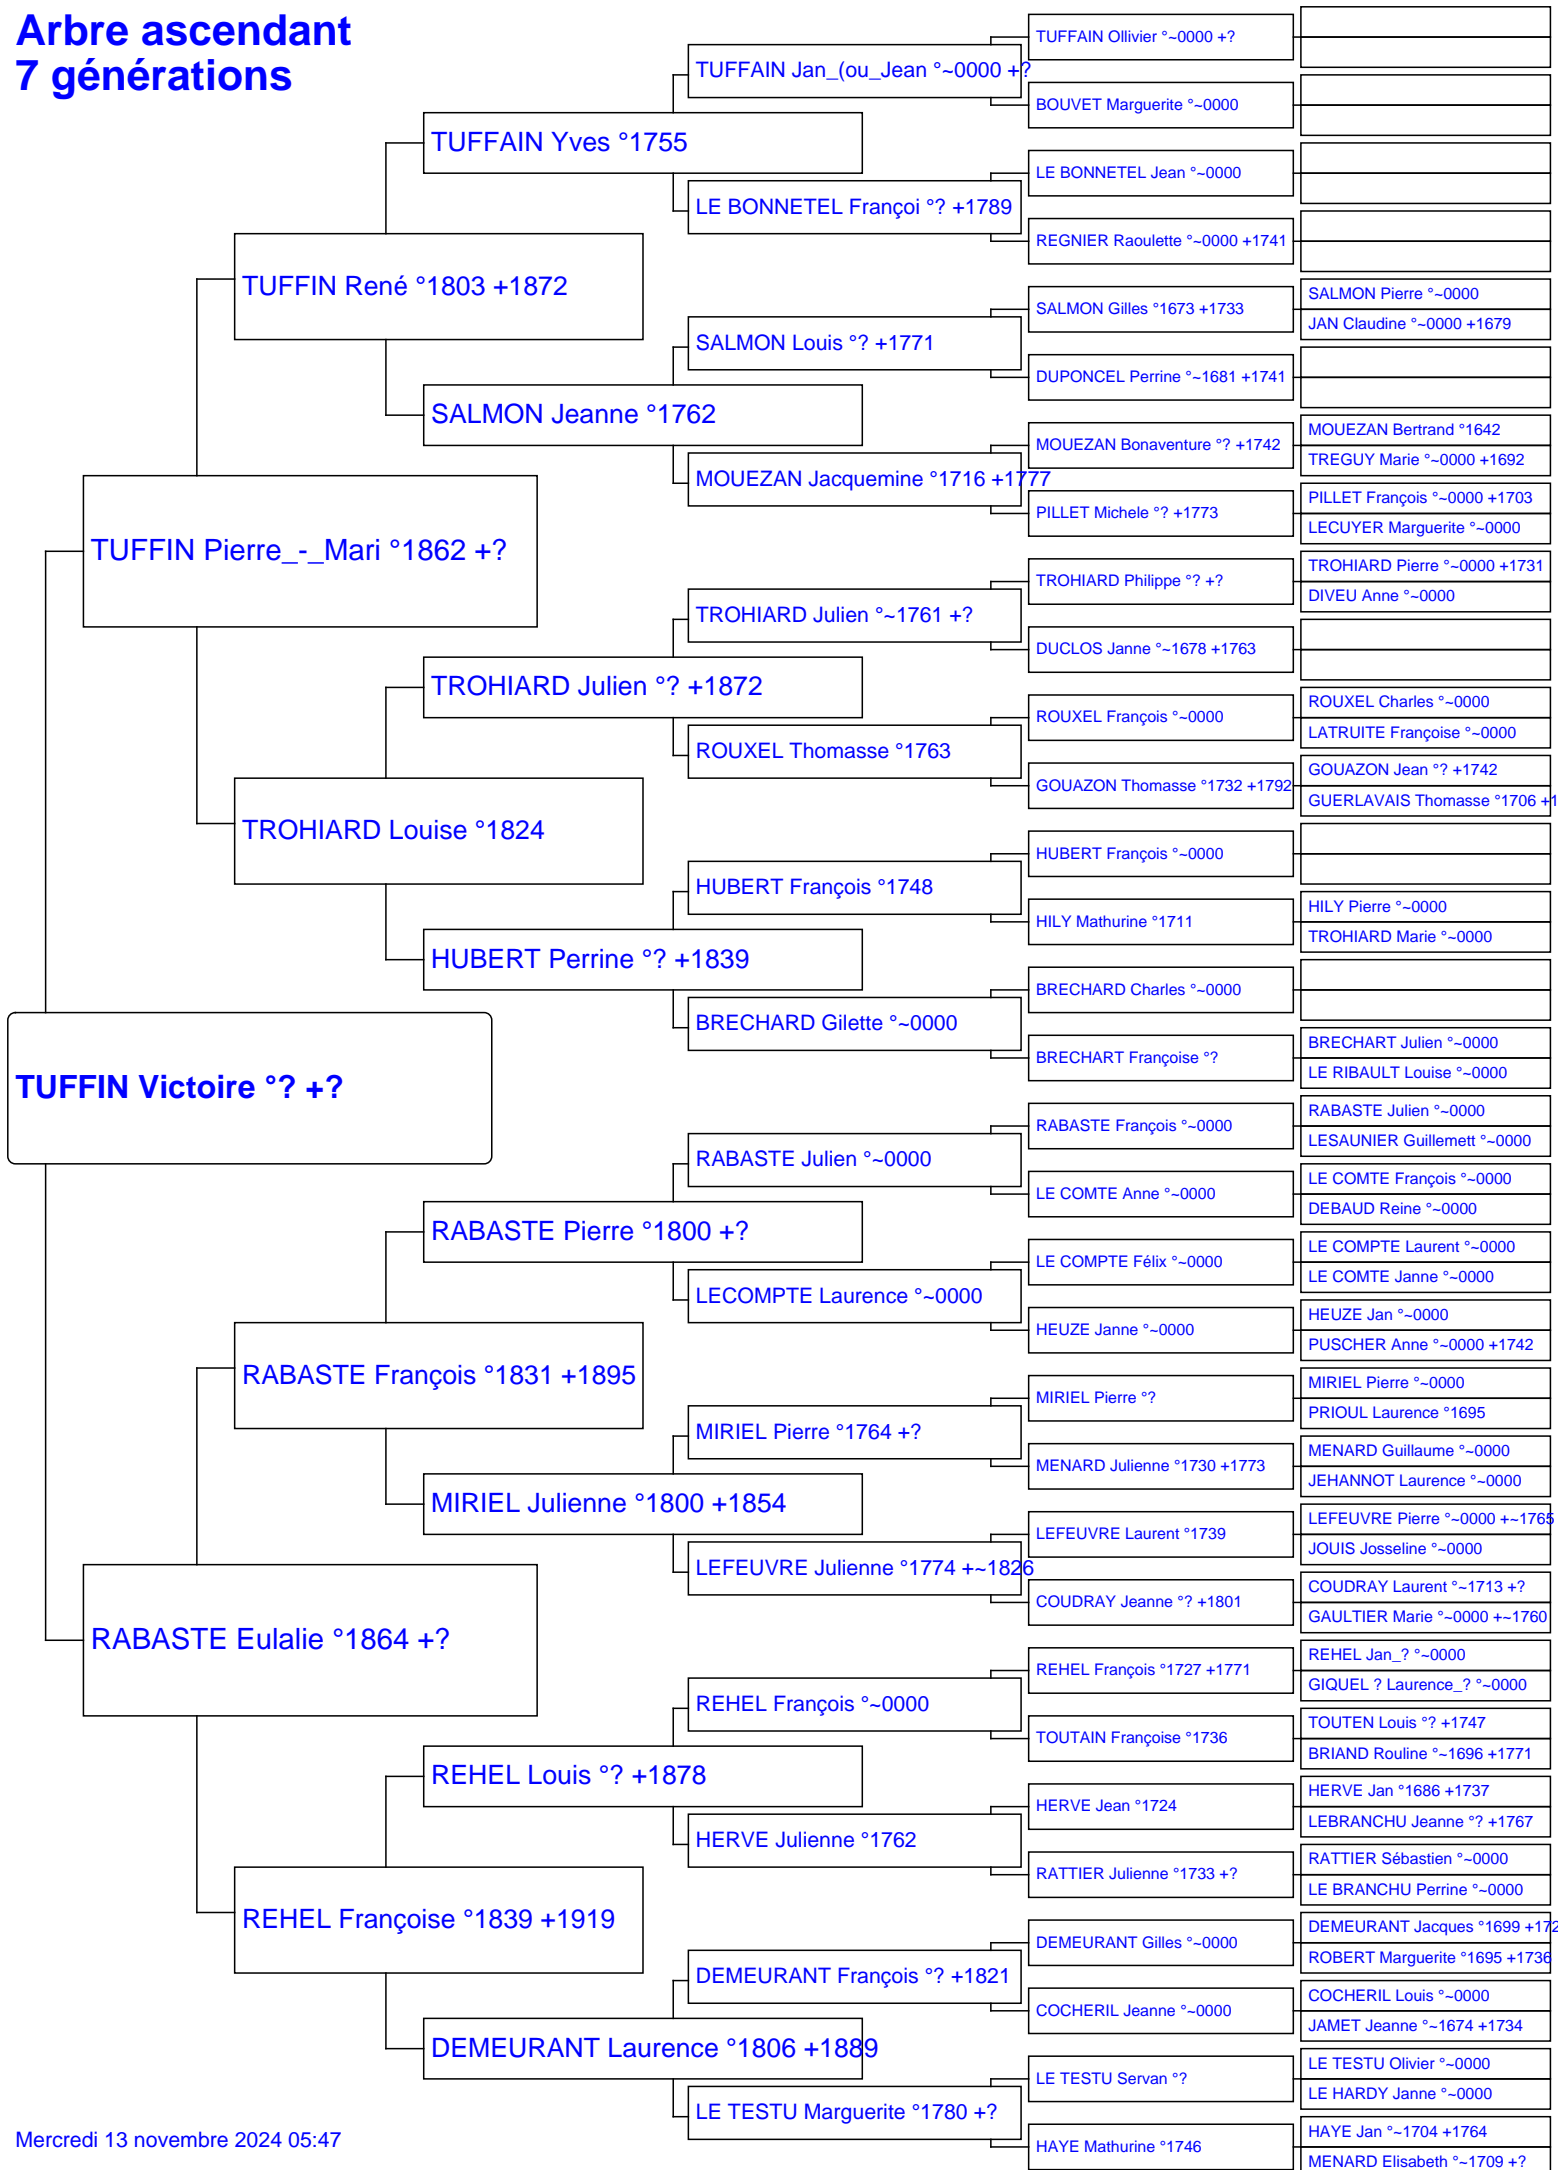 Arbre ascendant
7 générations
TUFFIN Victoire °? +?
TUFFIN Pierre_-_Mari °1862 +?
RABASTE Eulalie °1864 +?
TUFFIN René °1803 +1872
TROHIARD Louise °1824
RABASTE François °1831 +1895
REHEL Françoise °1839 +1919
TUFFAIN Yves °1755
SALMON Jeanne °1762
TROHIARD Julien °? +1872
HUBERT Perrine °? +1839
RABASTE Pierre °1800 +?
MIRIEL Julienne °1800 +1854
REHEL Louis °? +1878
DEMEURANT Laurence °1806 +1889
TUFFAIN Jan_(ou_Jean °~0000 +?
LE BONNETEL Françoi °? +1789
SALMON Louis °? +1771
MOUEZAN Jacquemine °1716 +1777
TROHIARD Julien °~1761 +?
ROUXEL Thomasse °1763
HUBERT François °1748
BRECHARD Gilette °~0000
RABASTE Julien °~0000
LECOMPTE Laurence °~0000
MIRIEL Pierre °1764 +?
LEFEUVRE Julienne °1774 +~1826
REHEL François °~0000
HERVE Julienne °1762
DEMEURANT François °? +1821
LE TESTU Marguerite °1780 +?
TUFFAIN Ollivier °~0000 +?
BOUVET Marguerite °~0000
LE BONNETEL Jean °~0000
REGNIER Raoulette °~0000 +1741
SALMON Gilles °1673 +1733
DUPONCEL Perrine °~1681 +1741
MOUEZAN Bonaventure °? +1742
PILLET Michele °? +1773
TROHIARD Philippe °? +?
DUCLOS Janne °~1678 +1763
ROUXEL François °~0000
GOUAZON Thomasse °1732 +1792
HUBERT François °~0000
HILY Mathurine °1711
BRECHARD Charles °~0000
BRECHART Françoise °?
RABASTE François °~0000
LE COMTE Anne °~0000
LE COMPTE Félix °~0000
HEUZE Janne °~0000
MIRIEL Pierre °?
MENARD Julienne °1730 +1773
LEFEUVRE Laurent °1739
COUDRAY Jeanne °? +1801
REHEL François °1727 +1771
TOUTAIN Françoise °1736
HERVE Jean °1724
RATTIER Julienne °1733 +?
DEMEURANT Gilles °~0000
COCHERIL Jeanne °~0000
LE TESTU Servan °?
HAYE Mathurine °1746
SALMON Pierre °~0000
JAN Claudine °~0000 +1679
MOUEZAN Bertrand °1642
TREGUY Marie °~0000 +1692
PILLET François °~0000 +1703
LECUYER Marguerite °~0000
TROHIARD Pierre °~0000 +1731
DIVEU Anne °~0000
ROUXEL Charles °~0000
LATRUITE Françoise °~0000
GOUAZON Jean °? +1742
GUERLAVAIS Thomasse °1706 +1
HILY Pierre °~0000
TROHIARD Marie °~0000
BRECHART Julien °~0000
LE RIBAULT Louise °~0000
RABASTE Julien °~0000
LESAUNIER Guillemett °~0000
LE COMTE François °~0000
DEBAUD Reine °~0000
LE COMPTE Laurent °~0000
LE COMTE Janne °~0000
HEUZE Jan °~0000
PUSCHER Anne °~0000 +1742
MIRIEL Pierre °~0000
PRIOUL Laurence °1695
MENARD Guillaume °~0000
JEHANNOT Laurence °~0000
LEFEUVRE Pierre °~0000 +~1765
JOUIS Josseline °~0000
COUDRAY Laurent °~1713 +?
GAULTIER Marie °~0000 +~1760
REHEL Jan_? °~0000
GIQUEL ? Laurence_? °~0000
TOUTEN Louis °? +1747
BRIAND Rouline °~1696 +1771
HERVE Jan °1686 +1737
LEBRANCHU Jeanne °? +1767
RATTIER Sébastien °~0000
LE BRANCHU Perrine °~0000
DEMEURANT Jacques °1699 +172
ROBERT Marguerite °1695 +1736
COCHERIL Louis °~0000
JAMET Jeanne °~1674 +1734
LE TESTU Olivier °~0000
LE HARDY Janne °~0000
HAYE Jan °~1704 +1764
MENARD Elisabeth °~1709 +?
Mercredi 13 novembre 2024 05:47